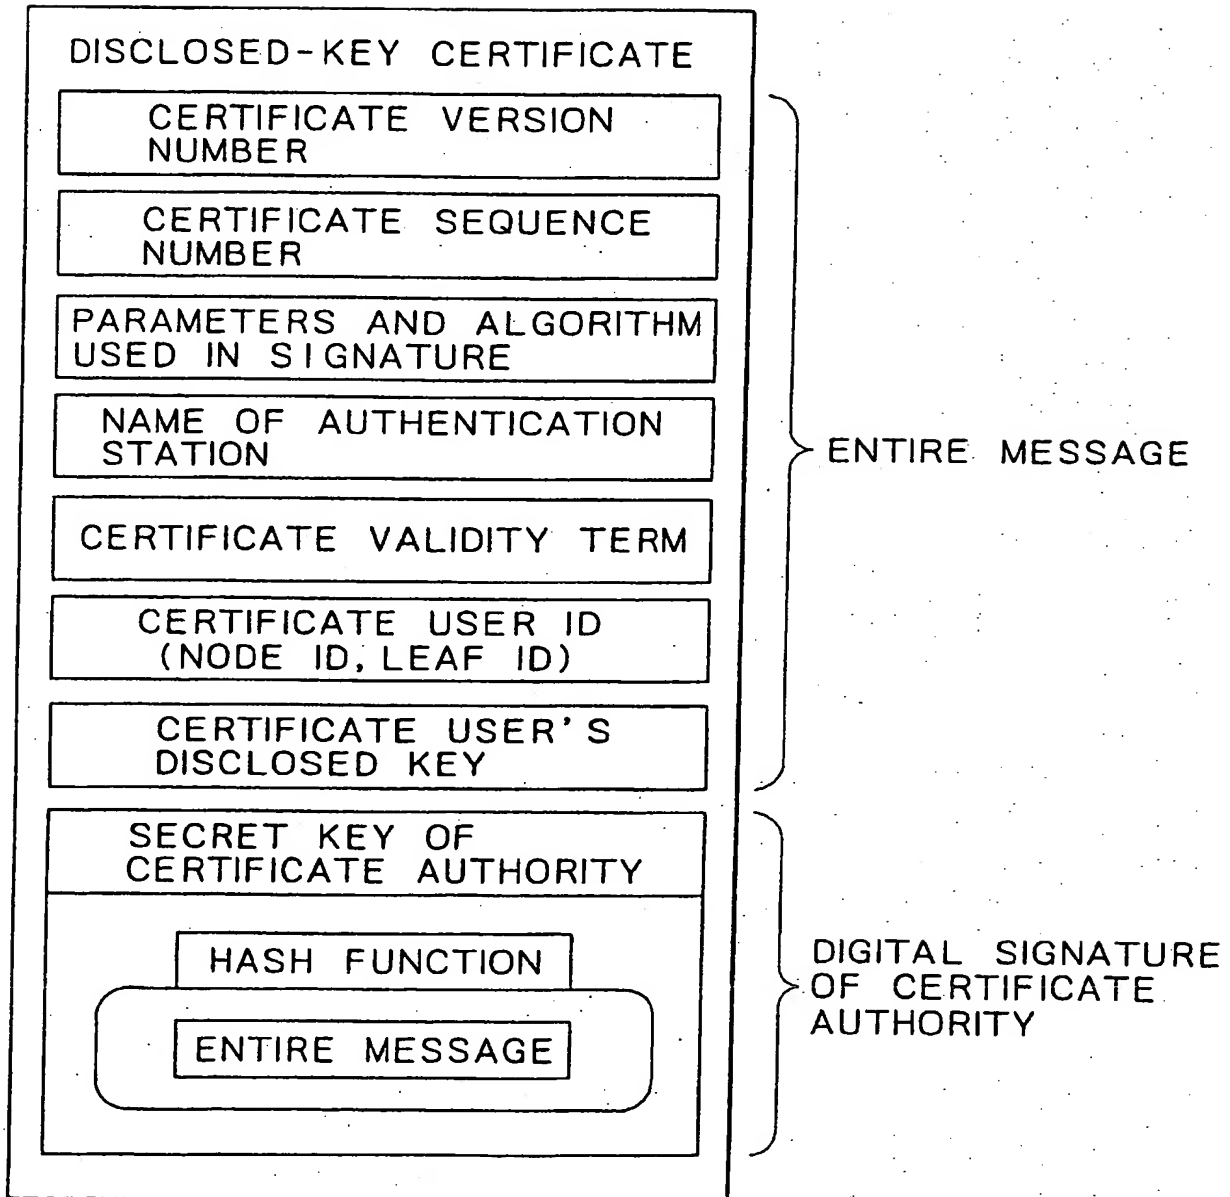 DISCLOSED-KEY CERTIFICATE
CERTIFICATE VERSION
NUMBER
CERTIFICATE SEQUENCE
NUMBER
PARAMETERS AND ALGORITHM
USED IN SIGNATURE
NAME OF AUTHENTICATION
STATION
CERTIFICATE VALIDITY TERM
CERTIFICATE USER ID
(NODE ID, LEAF ID)
CERTIFICATE USER'S
DISCLOSED KEY
ENTIRE MESSAGE
SECRET KEY OF
CERTIFICATE AUTHORITY
HASH FUNCTION
ENTIRE MESSAGE
DIGITAL SIGNATURE
OF CERTIFICATE
AUTHORITY